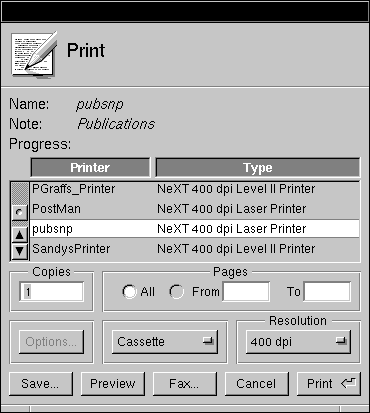 Print
Name: pubsnp
Note: Publications
Progress:
Printer Type
PGraffs_Printer NeXT 400 dpi Level II Printer
PostMan NeXT 400 dpi Laser Printer
pubsnp NeXT 400 dpi Laser Printer
SandysPrinter NeXT 400 dpi Level II Printer
Copies Pages
1 All From To
Resolution
Options... Cassette 400 dpi
Save... Preview Fax... Cancel Print